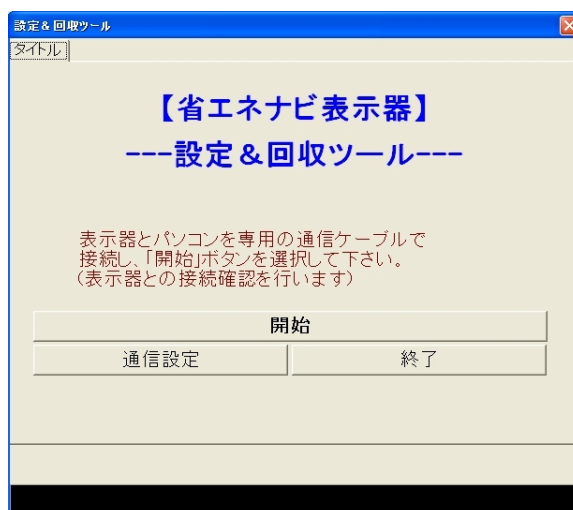 設定＆回収ツール
タイトル
【省エネナビ表示器】
---設定＆回収ツール---
表示器とパソコンを専用の通信ケーブルで
接続し、「開始」ボタンを選択して下さい。
（表示器との接続確認を行います）
開始
通信設定
終了